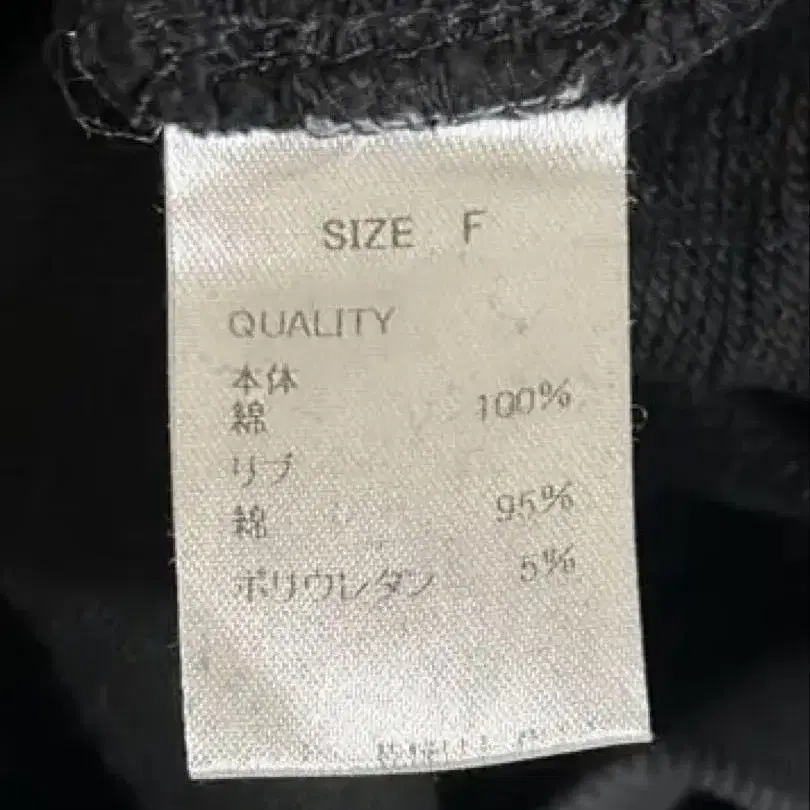 SIZE F
QUALITY
本体
綿 100%
リブ
綿 95%
ポリウレタン 5%